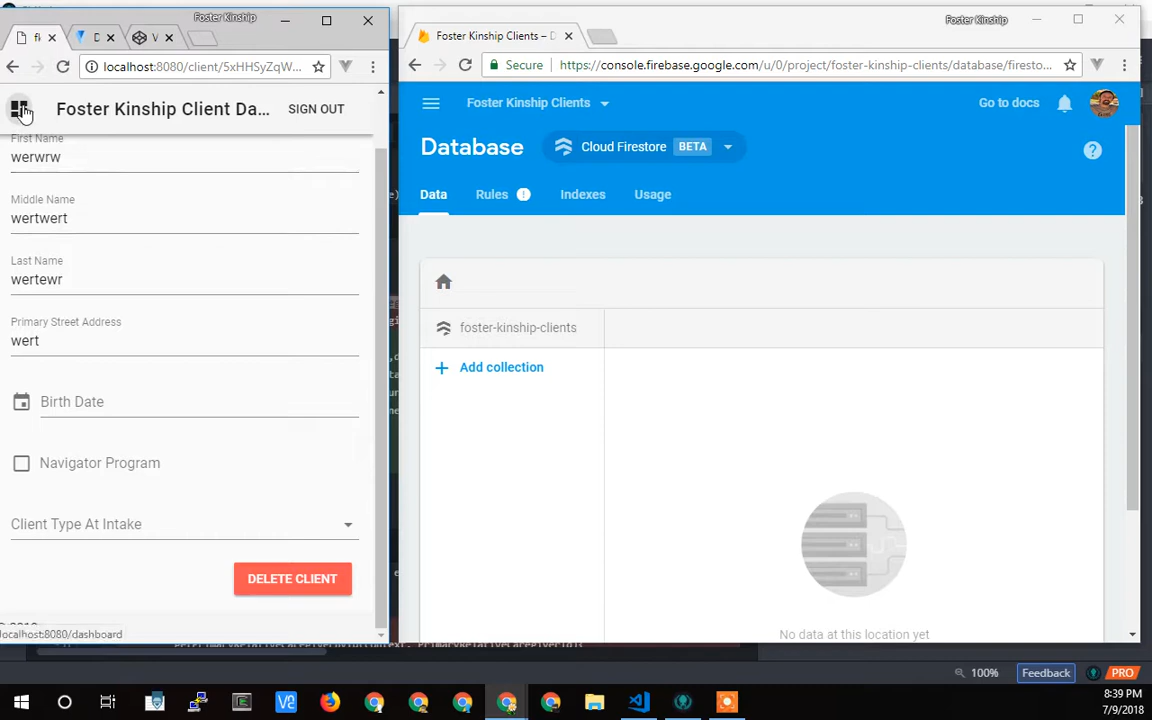 Foster Kinship
Foster Kinship
fk
D
V
Foster Kinship Clients – D
localhost:8080/client/5xHHSyZqW...
Secure
https://console.firebase.google.com/u/0/project/foster-kinship-clients/database/firesto...
Foster Kinship Client Da...
SIGN OUT
Foster Kinship Clients
Go to docs
First Name
werwrw
Database
Cloud Firestore
BETA
Middle Name
wertwert
Data
Rules
Indexes
Usage
Last Name
wertewr
Primary Street Address
wert
foster-kinship-clients
Add collection
Birth Date
Navigator Program
Client Type At Intake
DELETE CLIENT
localhost:8080/dashboard
No data at this location yet
100%
Feedback
PRO
8:39 PM
7/9/2018